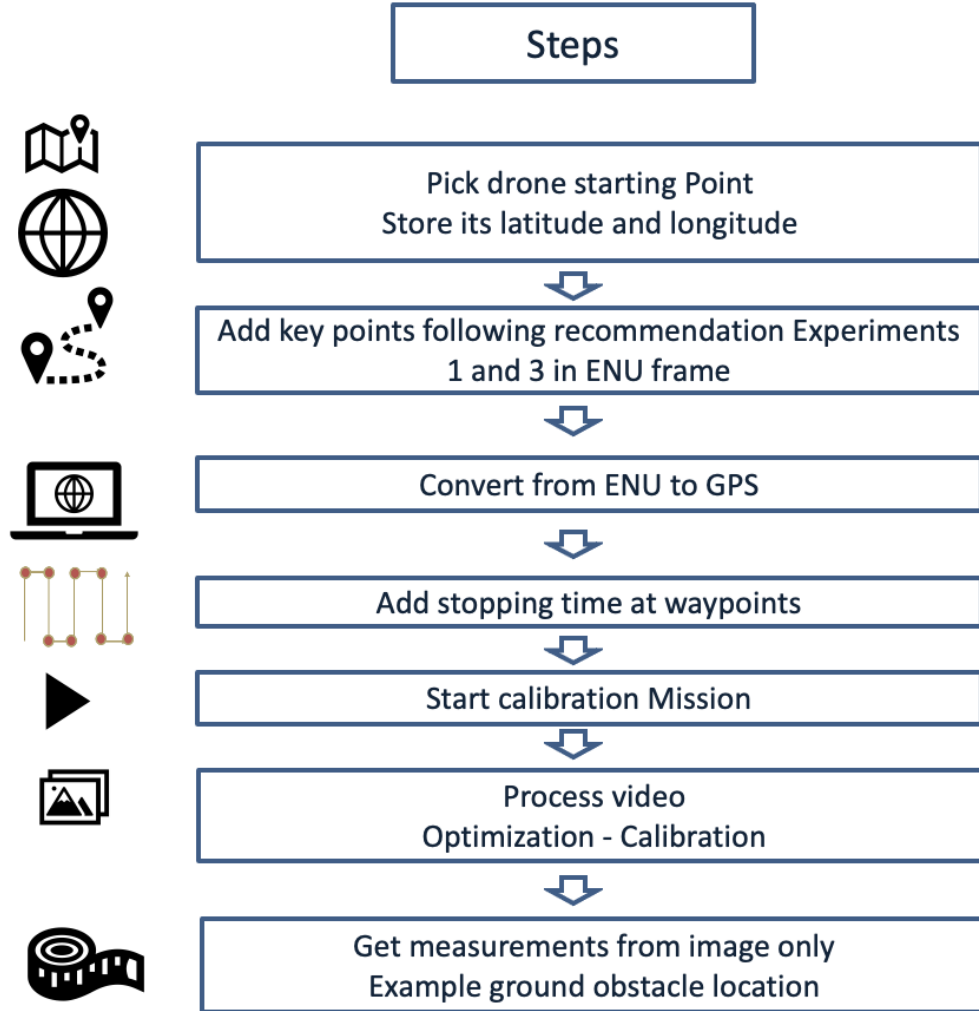 Steps
Pick drone starting Point
Store its latitude and longitude
Add key points following recommendation Experiments
1 and 3 in ENU frame
Convert from ENU to GPS
Add stopping time at waypoints
Start calibration Mission
Process video
Optimization - Calibration
Get measurements from image only
Example ground obstacle location